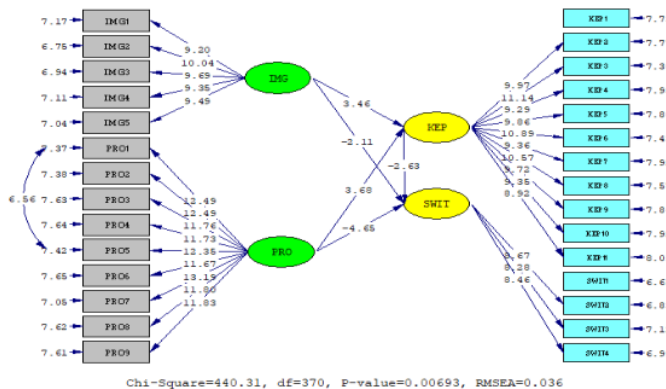 7.17 IMG1
6.75 IMG2
6.94 IMG3
7.11 IMG4
7.04 IMG5
7.37 PRO1
7.38 PRO2
7.63 PRO3
7.64 PRO4
7.42 PRO5
7.65 PRO6
7.05 PRO7
7.62 PRO8
7.61 PRO9
6.56
9.20
10.04
9.69
9.35
9.49
12.49
12.49
11.76
11.73
12.35
11.67
13.19
11.80
11.83
IMG
PRO
3.46
-2.11
3.68
-4.65
-2.63
KEP
SWIT
9.97
11.14
9.29
9.86
10.89
9.36
10.57
9.72
9.35
8.92
8.28
8.46
KEP1 7.7
KEP2 7.7
KEP3 7.3
KEP4 7.9
KEP5 7.8
KEP6 7.4
KEP7 7.9
KEP8 7.5
KEP9 7.8
KEP10 7.9
KEP11 8.0
SWIT1 6.6
SWIT2 6.8
SWIT3 7.1
SWIT4 6.9
Chi-Square=440.31, df=370, P-value=0.00693, RMSEA=0.036